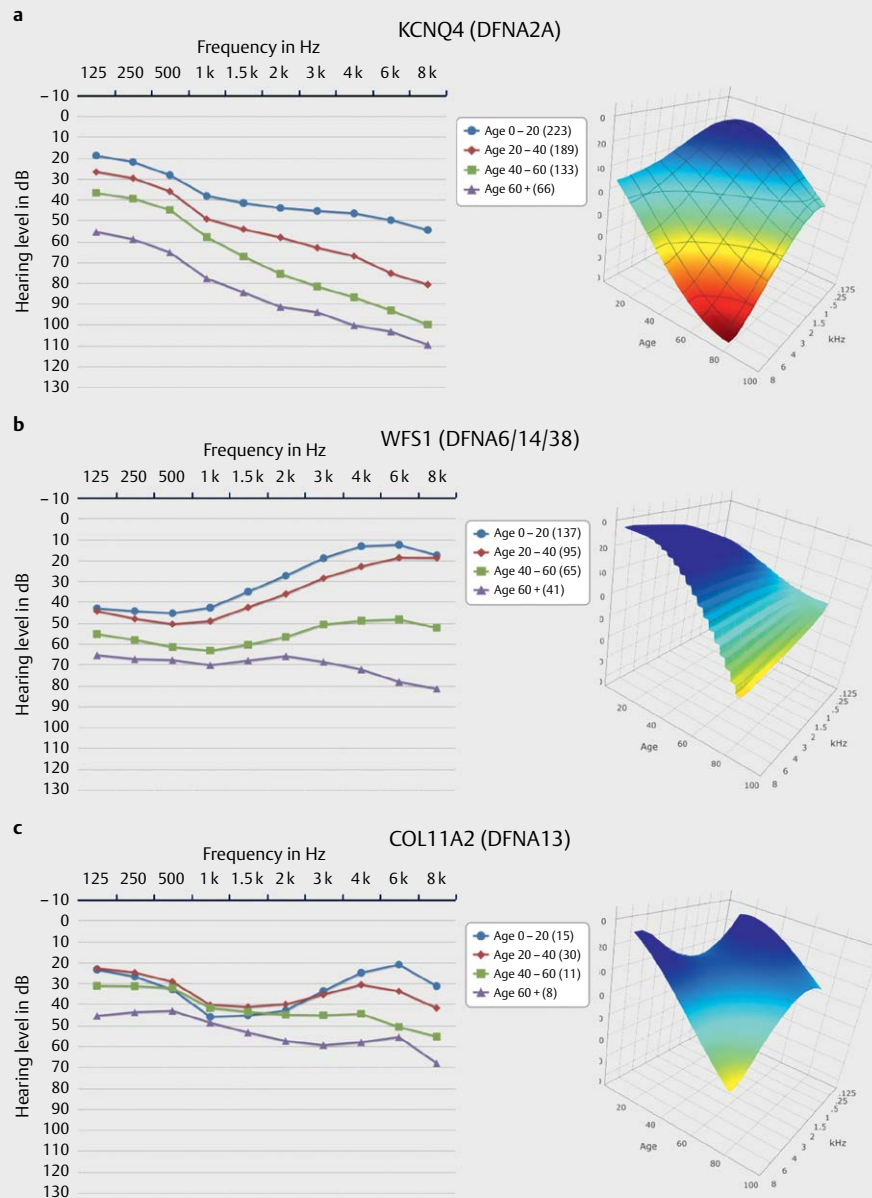 a
KCNQ4 (DFNA2A)
Frequency in Hz
125 250 500 1 k 1.5 k 2 k 3 k 4 k 6 k 8 k
Hearing level in dB
– 10
0
10
20
30
40
50
60
70
80
90
100
110
120
130
Age 0 – 20 (223)
Age 20 – 40 (189)
Age 40 – 60 (133)
Age 60 + (66)
0
20
40
60
80
100
Age
8
6
4
3
2
1.5
1
.5
.25
.125
kHz
b
WFS1 (DFNA6/14/38)
Frequency in Hz
125 250 500 1 k 1.5 k 2 k 3 k 4 k 6 k 8 k
Hearing level in dB
– 10
0
10
20
30
40
50
60
70
80
90
100
110
120
130
Age 0 – 20 (137)
Age 20 – 40 (95)
Age 40 – 60 (65)
Age 60 + (41)
0
20
40
60
80
100
Age
8
6
4
3
2
1.5
1
.5
.25
.125
kHz
c
COL11A2 (DFNA13)
Frequency in Hz
125 250 500 1 k 1.5 k 2 k 3 k 4 k 6 k 8 k
Hearing level in dB
– 10
0
10
20
30
40
50
60
70
80
90
100
110
120
130
Age 0 – 20 (15)
Age 20 – 40 (30)
Age 40 – 60 (11)
Age 60 + (8)
0
20
40
60
80
100
Age
8
6
4
3
2
1.5
1
.5
.25
.125
kHz